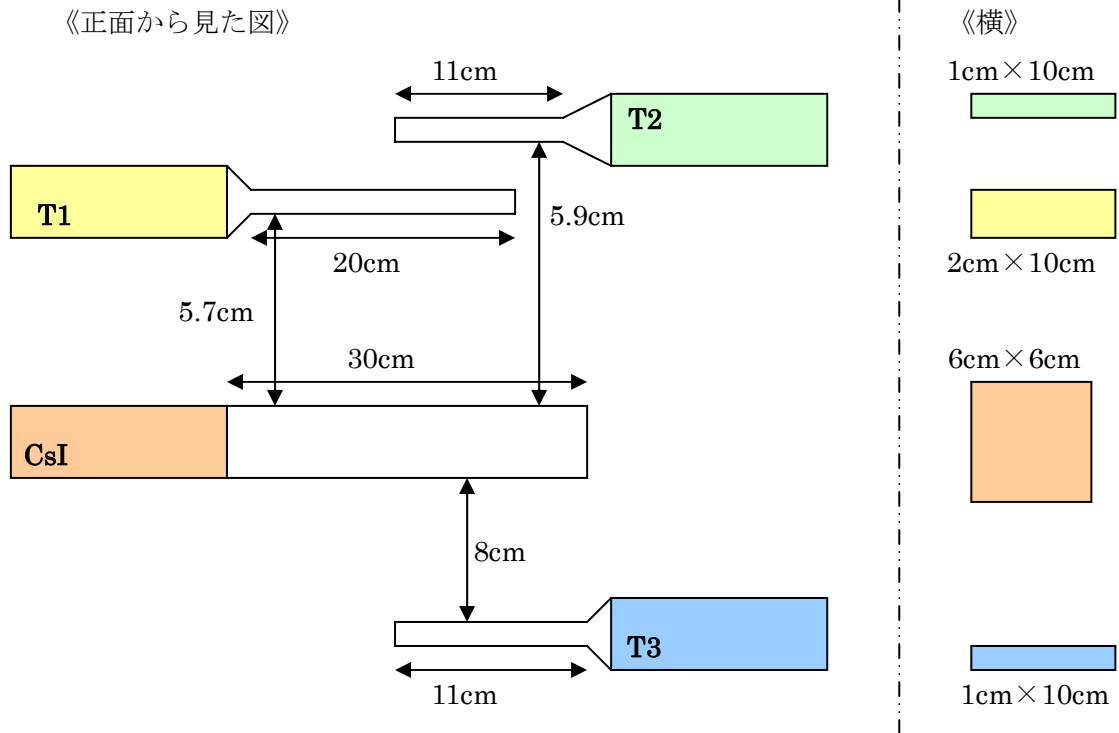 《正面から見た図》
《横》
11cm
1cm×10cm
T2
T1
5.9cm
20cm
2cm×10cm
5.7cm
30cm
6cm×6cm
CsI
8cm
T3
11cm
1cm×10cm